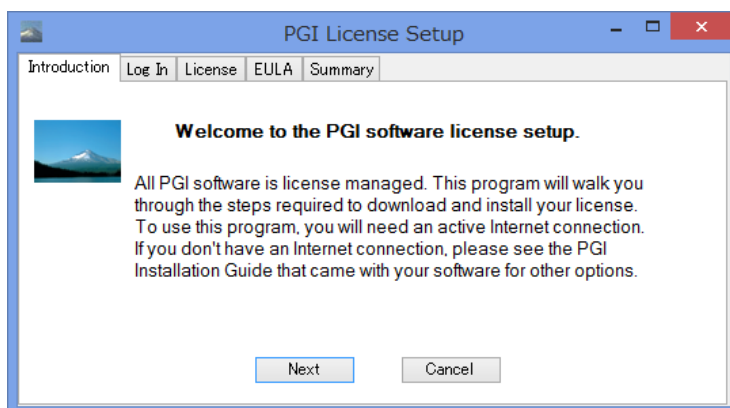 PGI License Setup
Introduction Log In License EULA Summary
Welcome to the PGI software license setup.
All PGI software is license managed. This program will walk you
through the steps required to download and install your license.
To use this program, you will need an active Internet connection.
If you don't have an Internet connection, please see the PGI
Installation Guide that came with your software for other options.
Next Cancel